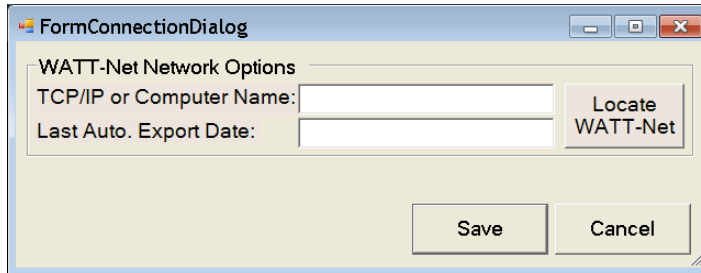 FormConnectionDialog
WATT-Net Network Options
TCP/IP or Computer Name:
Last Auto. Export Date:
Locate
WATT-Net
Save
Cancel